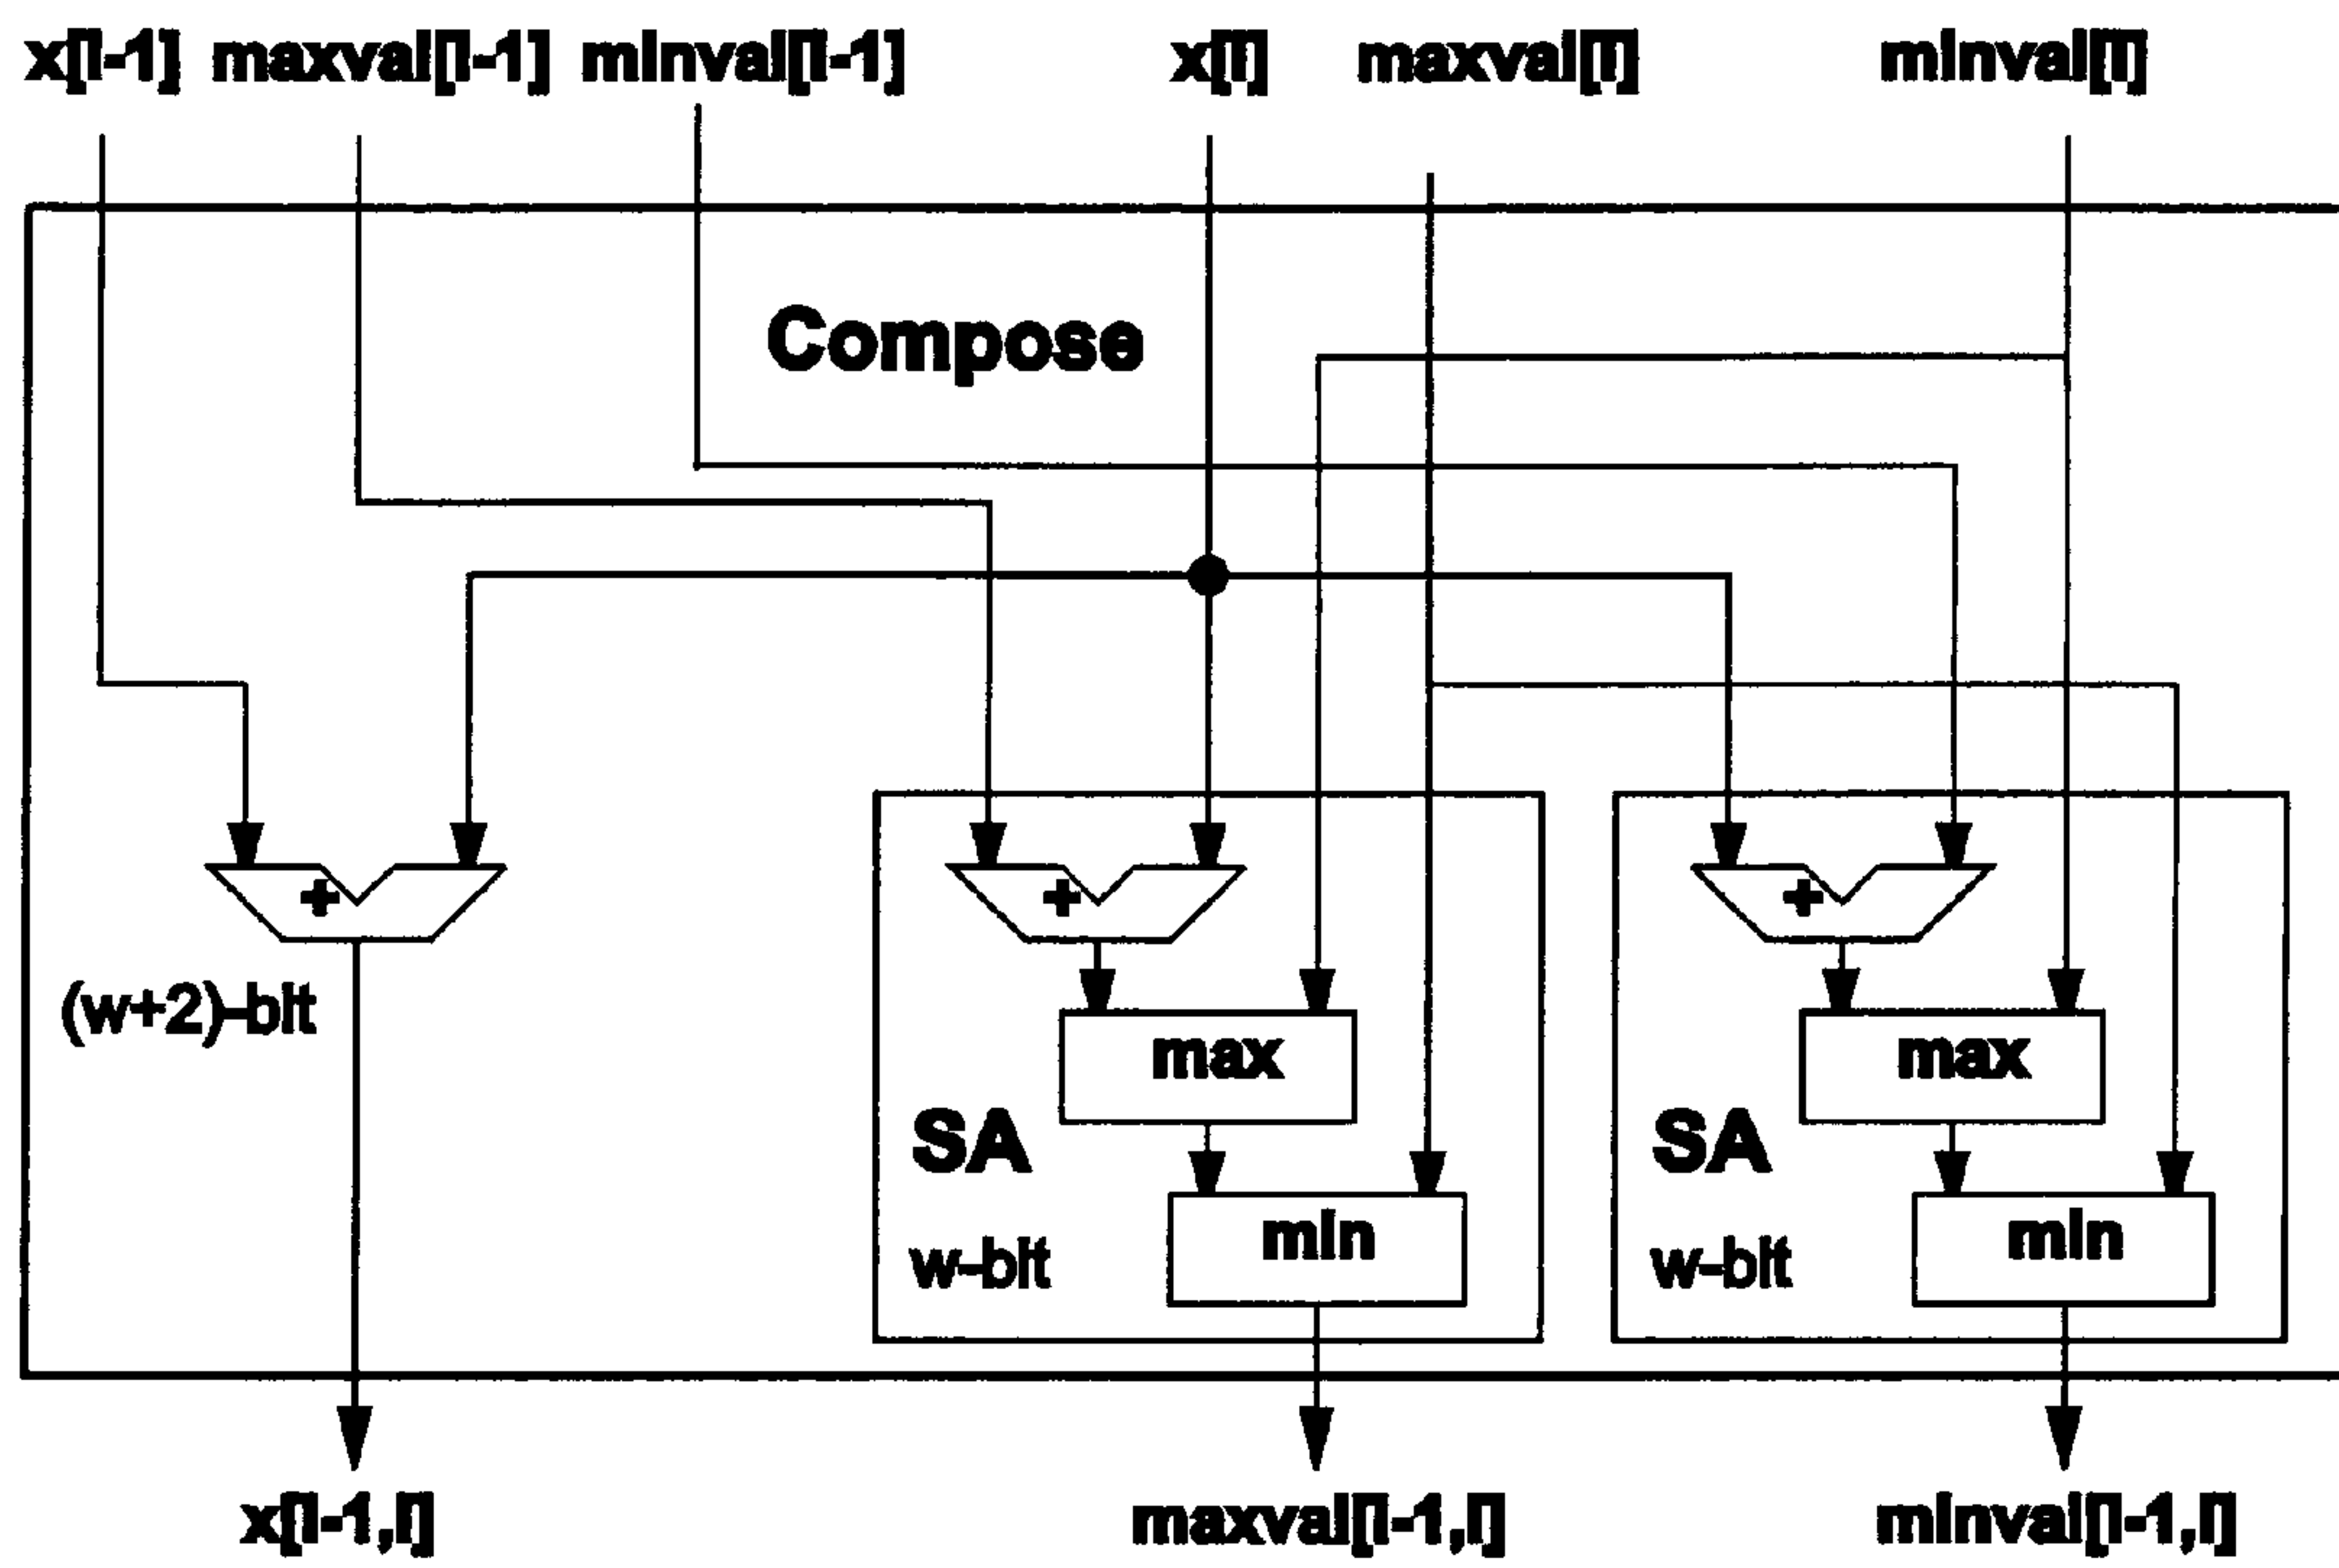 x[i-1] maxval[i-1] minval[i-1] x[i] maxval[i] minval[i]
Compose
+ + +
(w+2)-bit
max max
SA SA
min min
w-bit w-bit
x[i-1,i] maxval[i-1,i] minval[i-1,i]